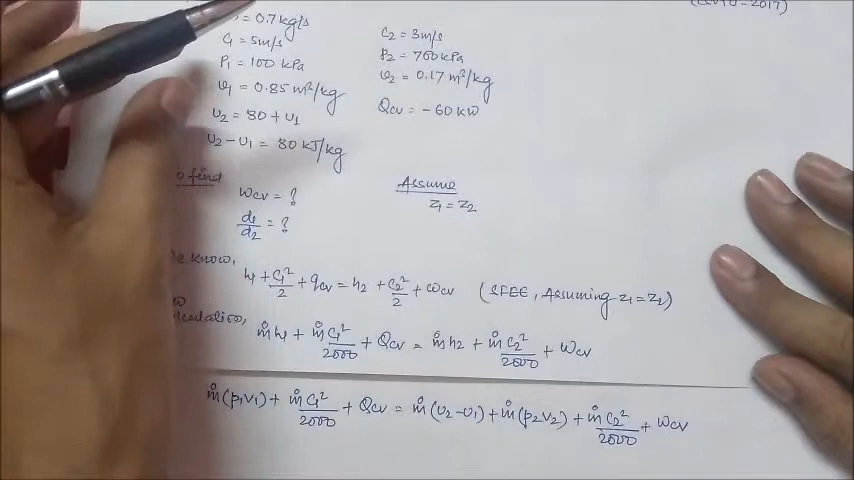 = 0.7 kg/s
C1 = 5 m/s C2 = 3 m/s
P1 = 100 kPa P2 = 700 kPa
v1 = 0.85 m³/kg v2 = 0.17 m³/kg
u2 = 80 + u1 Qcv = -60 kW
u2 - u1 = 80 kJ/kg
find Assume
Wcv = ? z1 = z2
d1/d2 = ?
know,
h1 + C1²/2 + qcv = h2 + C2²/2 + wcv (SFEE, Assuming z1 = z2)
ṁh1 + ṁC1²/2000 + Qcv = ṁh2 + ṁC2²/2000 + Wcv
ṁ(p1v1) + ṁC1²/2000 + Qcv = ṁ(u2 - u1) + ṁ(p2v2) + ṁC2²/2000 + Wcv